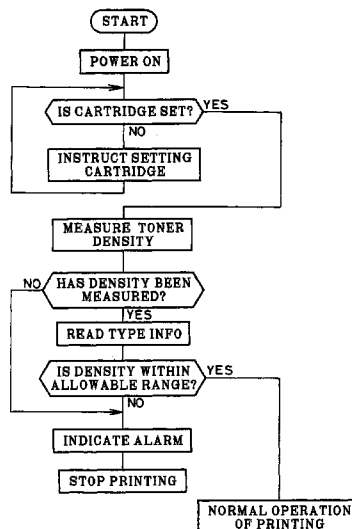 START
POWER ON
IS CARTRIDGE SET?
YES
NO
INSTRUCT SETTING
CARTRIDGE
MEASURE TONER
DENSITY
NO
HAS DENSITY BEEN
MEASURED?
YES
READ TYPE INFO
IS DENSITY WITHIN
ALLOWABLE RANGE?
YES
NO
INDICATE ALARM
STOP PRINTING
NORMAL OPERATION
OF PRINTING